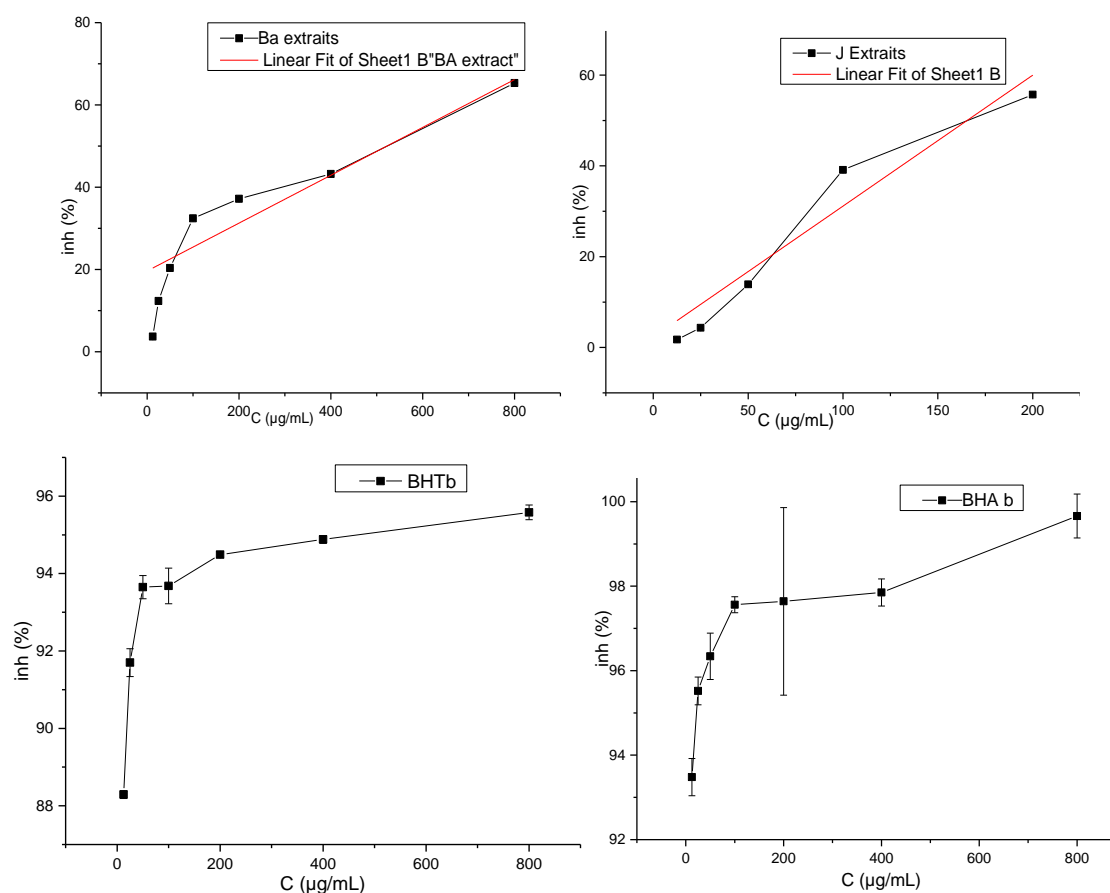 Ba extraits
Linear Fit of Sheet1 B"BA extract"
80
60
40
20
0
inh (%)
0
200
400
600
800
C (µg/mL)
J Extraits
Linear Fit of Sheet1 B
60
40
20
0
inh (%)
0
50
100
150
200
C (µg/mL)
BHTb
96
94
92
90
88
inh (%)
0
200
400
600
800
C (µg/mL)
BHA b
100
98
96
94
92
inh (%)
0
200
400
600
800
C (µg/mL)